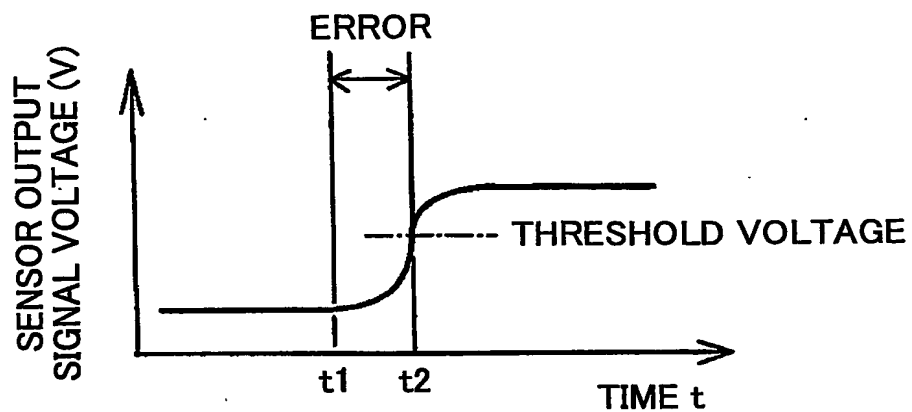 ERROR
SENSOR OUTPUT
SIGNAL VOLTAGE (V)
THRESHOLD VOLTAGE
t1
t2
TIME t